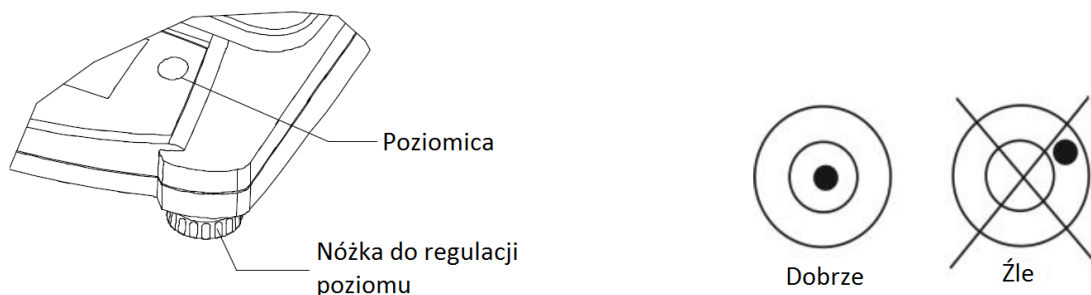 Poziomica
Nóżka do regulacji
poziomu
Dobrze
Źle